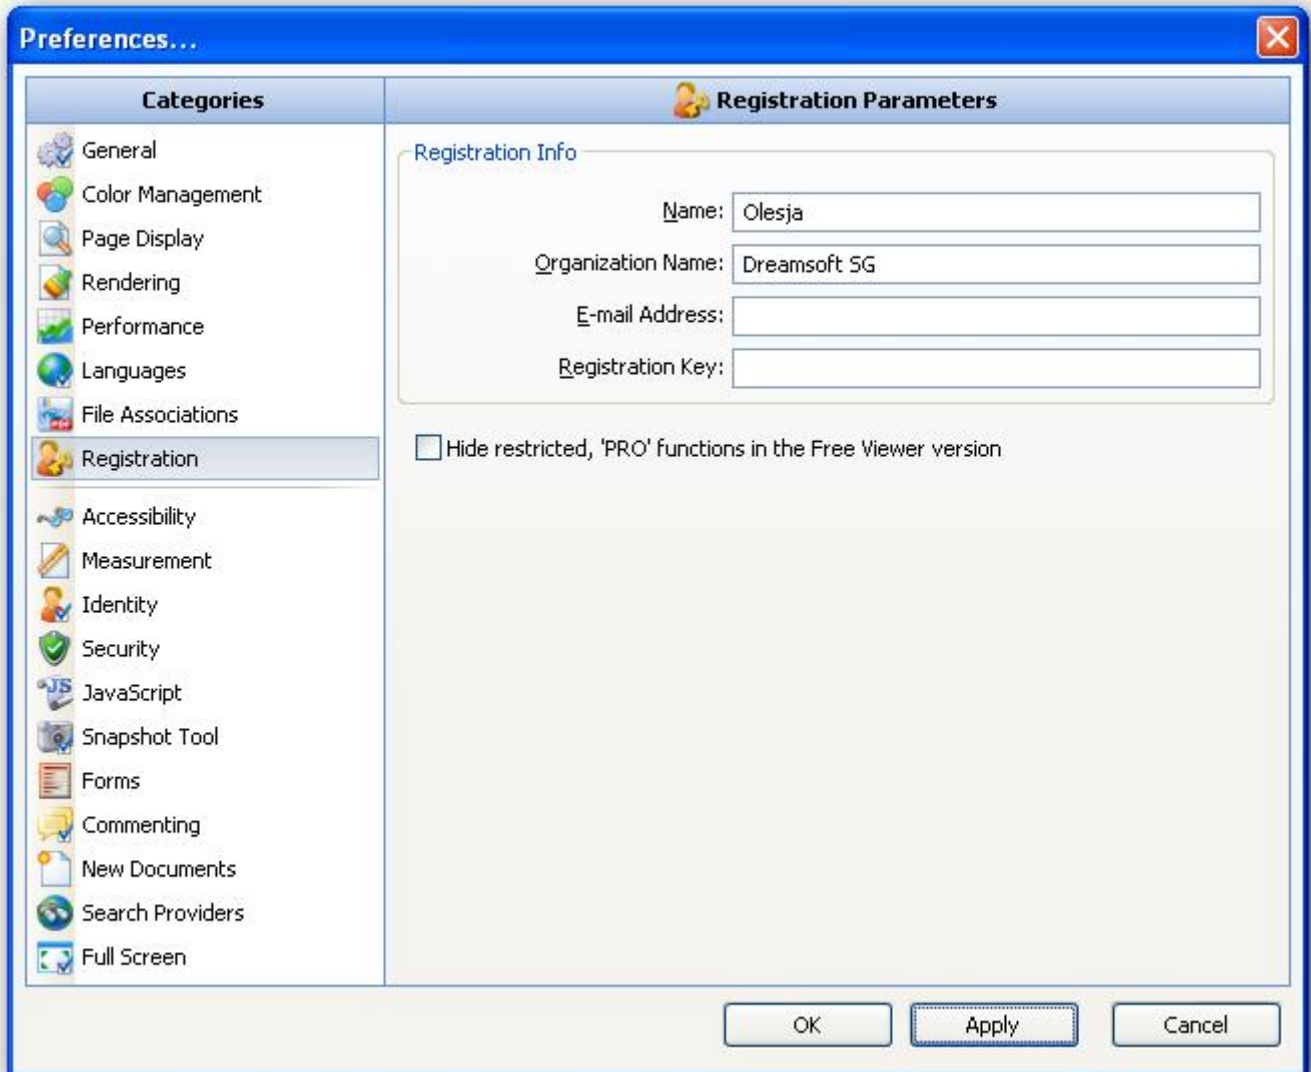 Preferences...
Categories
General
Color Management
Page Display
Rendering
Performance
Languages
File Associations
Registration
Accessibility
Measurement
Identity
Security
JS
JavaScript
Snapshot Tool
Forms
Commenting
New Documents
Search Providers
Full Screen
Registration Parameters
Registration Info
Name: Olesja
Organization Name: Dreamsoft SG
E-mail Address:
Registration Key:
Hide restricted, 'PRO' functions in the Free Viewer version
OK Apply Cancel